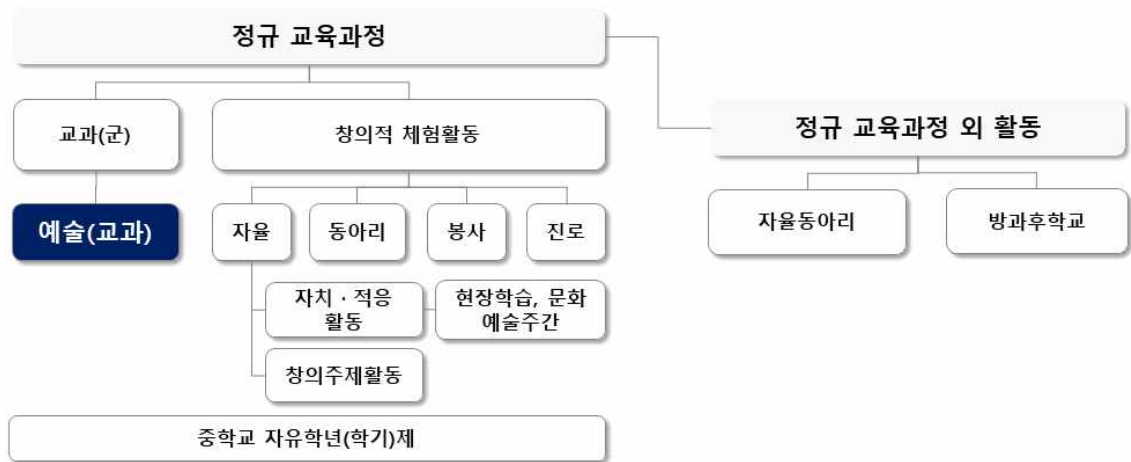 정규 교육과정
교과(군)
창의적 체험활동
정규 교육과정 외 활동
예술(교과)
자율
동아리
봉사
진로
자율동아리
방과후학교
자치 · 적응
활동
현장학습, 문화
예술주간
창의주제활동
중학교 자유학년(학기)제